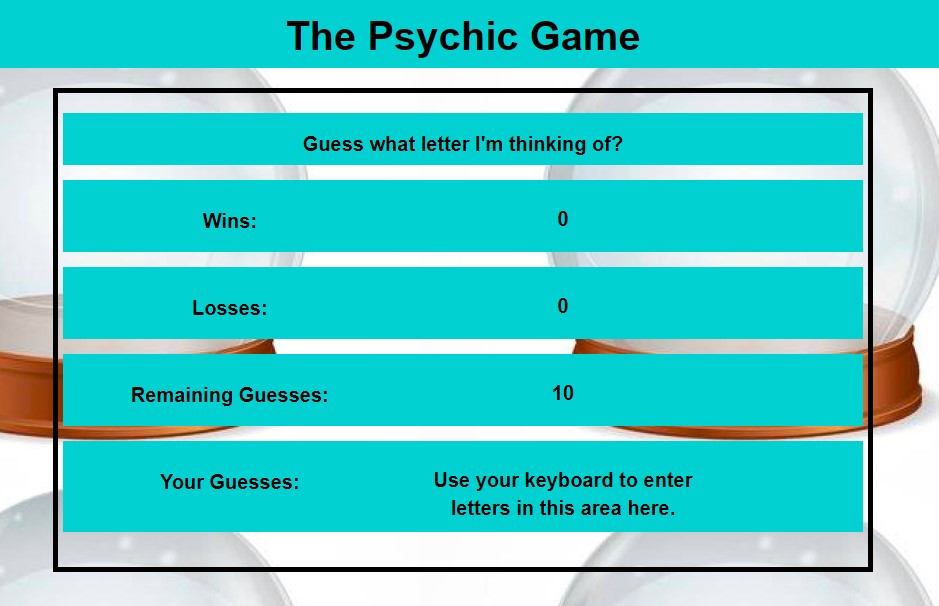 The Psychic Game
Guess what letter I'm thinking of?
Wins: 0
Losses: 0
Remaining Guesses: 10
Your Guesses: Use your keyboard to enter
letters in this area here.